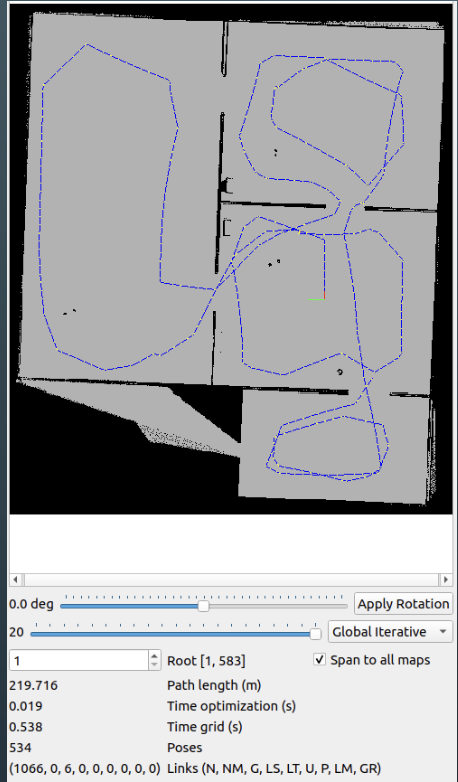 0.0 deg Apply Rotation
20 Global Iterative
1 Root [1, 583] Span to all maps
219.716 Path length (m)
0.019 Time optimization (s)
0.538 Time grid (s)
534 Poses
(1066, 0, 6, 0, 0, 0, 0, 0, 0) Links (N, NM, G, LS, LT, U, P, LM, GR)